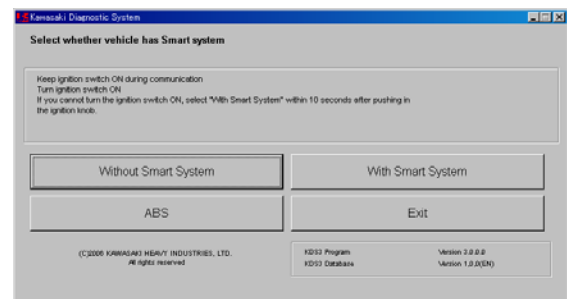 Kawasaki Diagnostic System
Select whether vehicle has Smart system
Keep ignition switch ON during communication
Turn ignition switch ON
If you cannot turn the ignition switch ON, select "With Smart System" within 10 seconds after pushing in
the ignition knob.
Without Smart System
With Smart System
ABS
Exit
(C)2006 KAWASAKI HEAVY INDUSTRIES, LTD.
All rights reserved
KDS3 Program Version 3.0.0.0
KDS3 Database Version 1.0.0(EN)